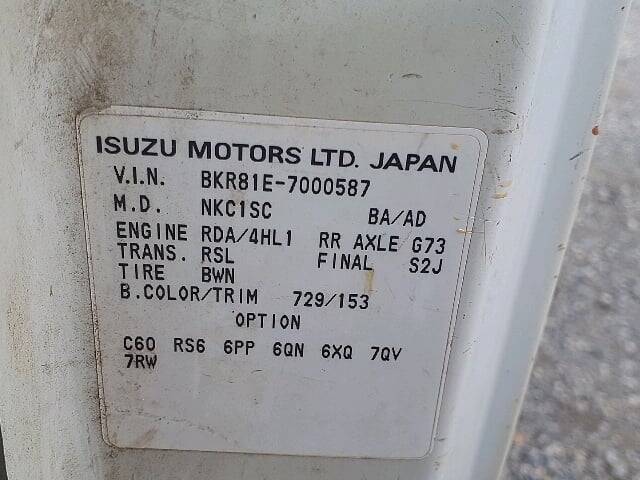 ISUZU MOTORS LTD. JAPAN
V.I.N. BKR81E-7000587
M.D. NKC1SC BA/AD
ENGINE RDA/4HL1 RR AXLE G73
TRANS. RSL FINAL S2J
TIRE BWN
B.COLOR/TRIM 729/153
OPTION
C60 RS6 6PP 6QN 6XQ 7QV
7RW